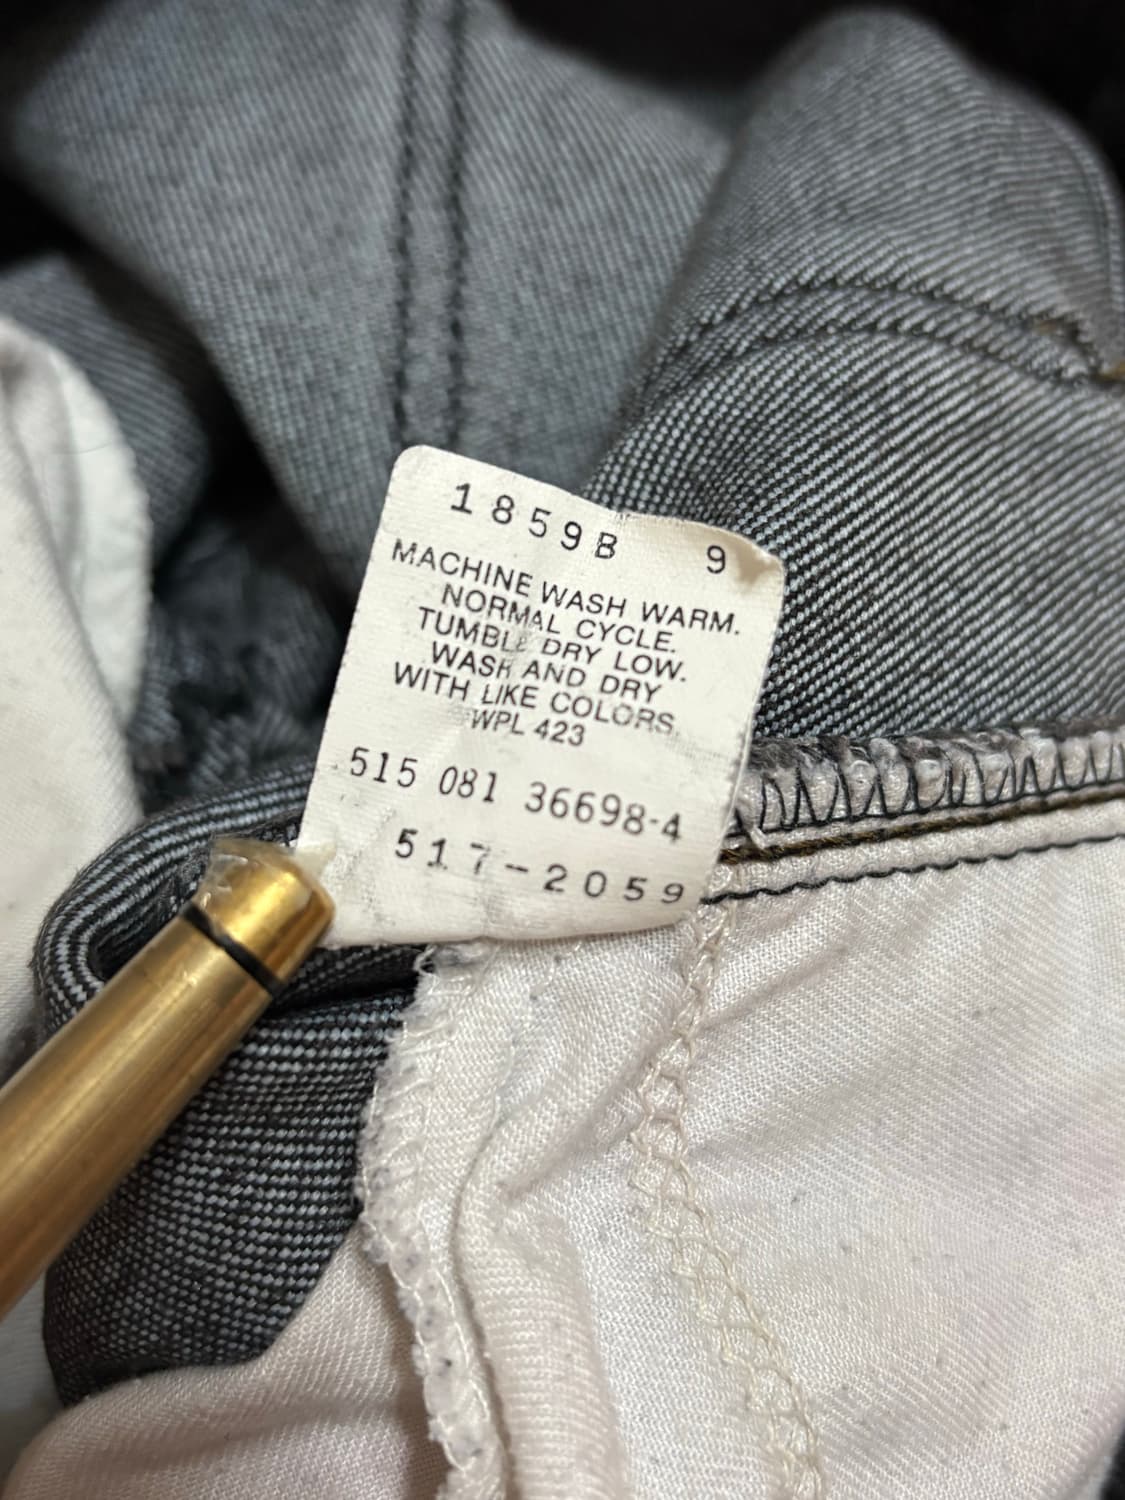 1859B 9
MACHINE WASH WARM.
NORMAL CYCLE.
TUMBLE DRY LOW.
WASH AND DRY
WITH LIKE COLORS.
WPL 423
515 081 36698-4
517-2059